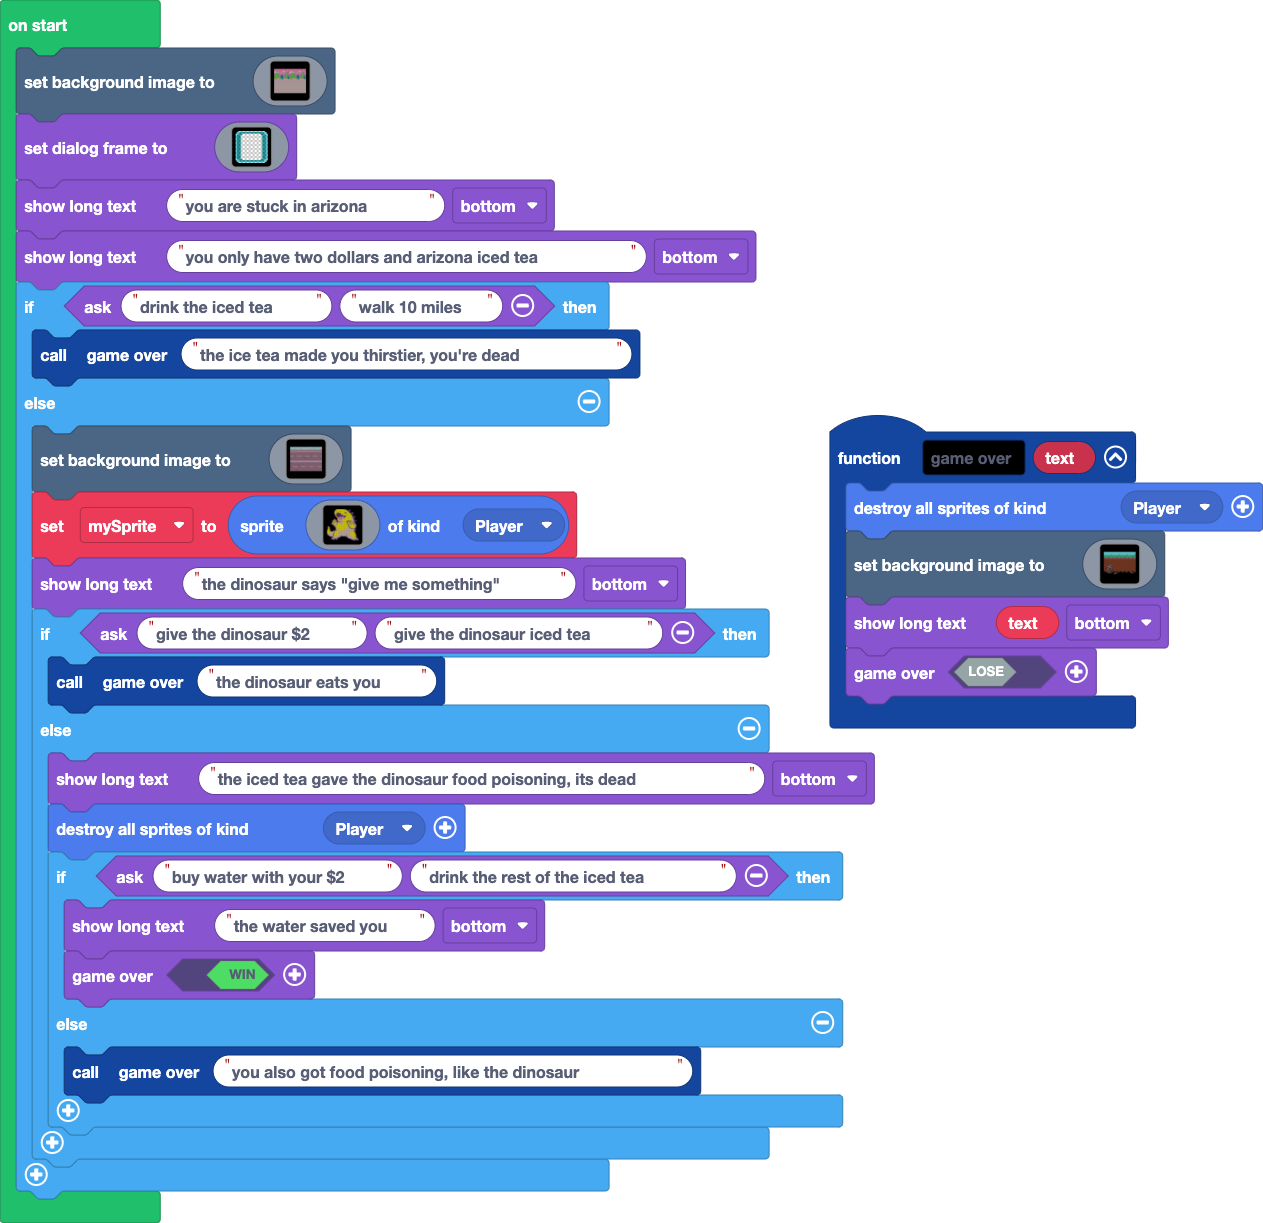 on start
set background image to
set dialog frame to
show long text "you are stuck in arizona" bottom
show long text "you only have two dollars and arizona iced tea" bottom
if ask "drink the iced tea" "walk 10 miles" then
call game over "the ice tea made you thirstier, you're dead"
else
set background image to
set mySprite to sprite of kind Player
show long text "the dinosaur says "give me something"" bottom
if ask "give the dinosaur $2" "give the dinosaur iced tea" then
call game over "the dinosaur eats you"
else
show long text "the iced tea gave the dinosaur food poisoning, its dead" bottom
destroy all sprites of kind Player
if ask "buy water with your $2" "drink the rest of the iced tea" then
show long text "the water saved you" bottom
game over WIN
else
call game over "you also got food poisoning, like the dinosaur"
function game over text
destroy all sprites of kind Player
set background image to
show long text text bottom
game over LOSE